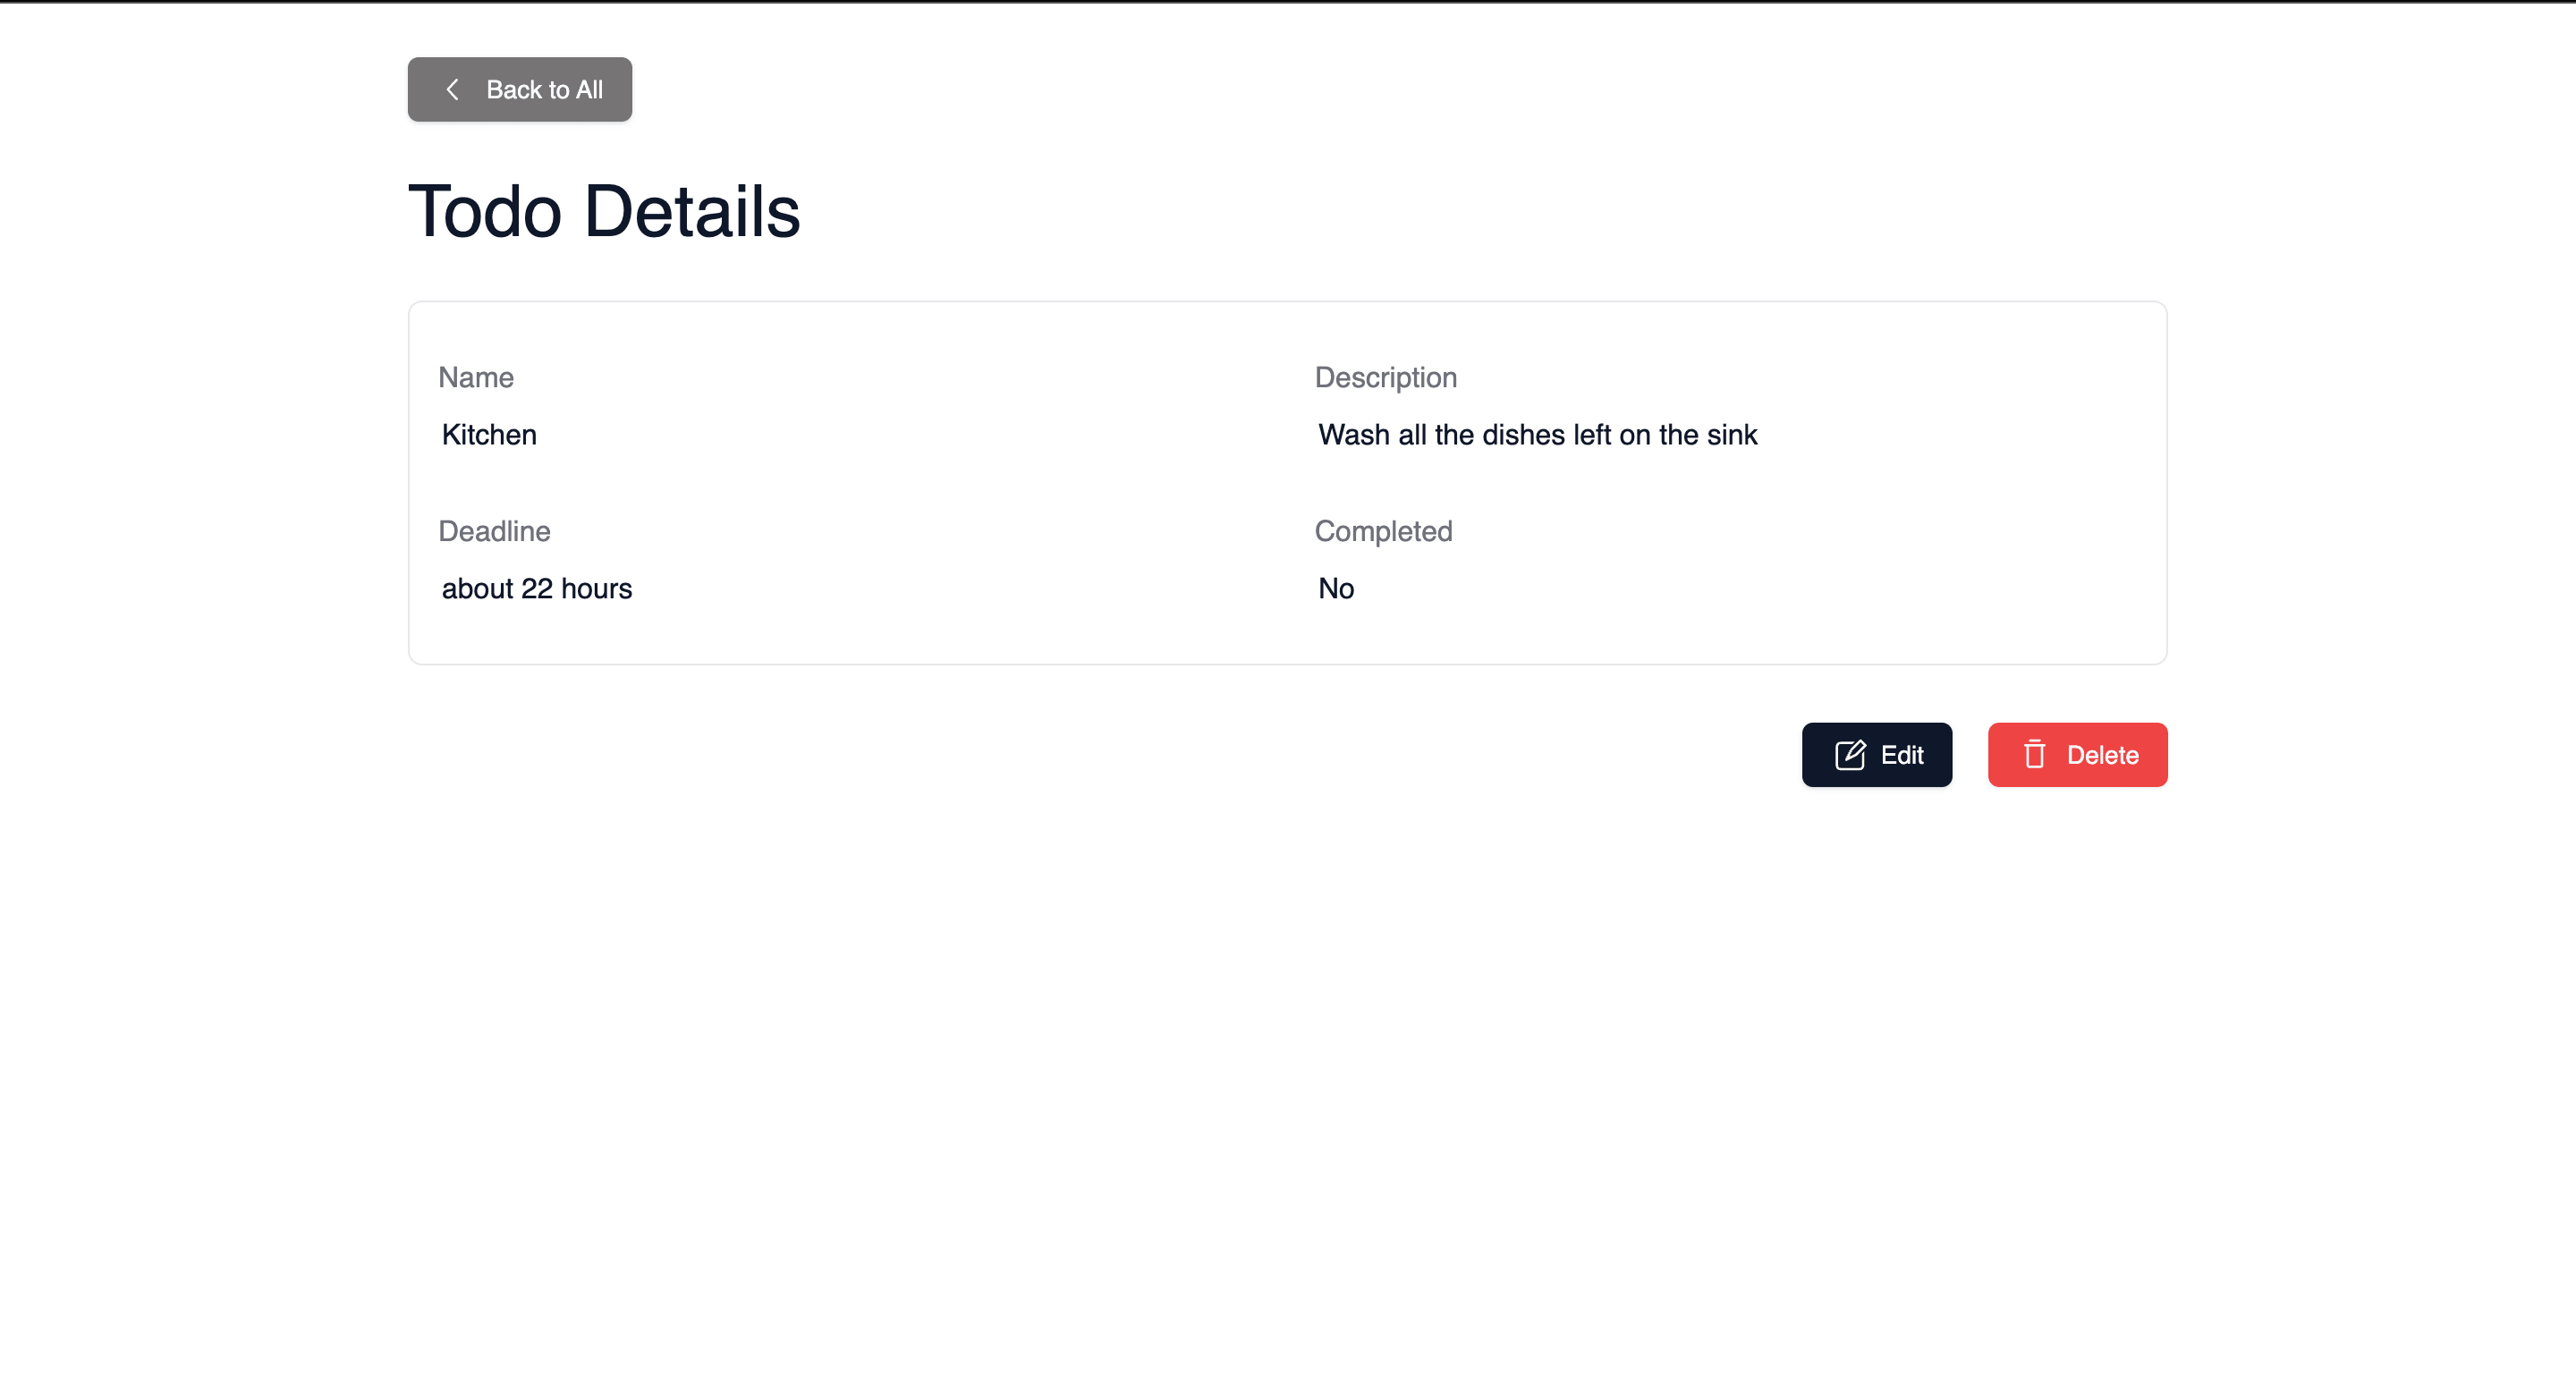 Back to All
Todo Details
Name
Description
Kitchen
Wash all the dishes left on the sink
Deadline
Completed
about 22 hours
No
Edit
Delete